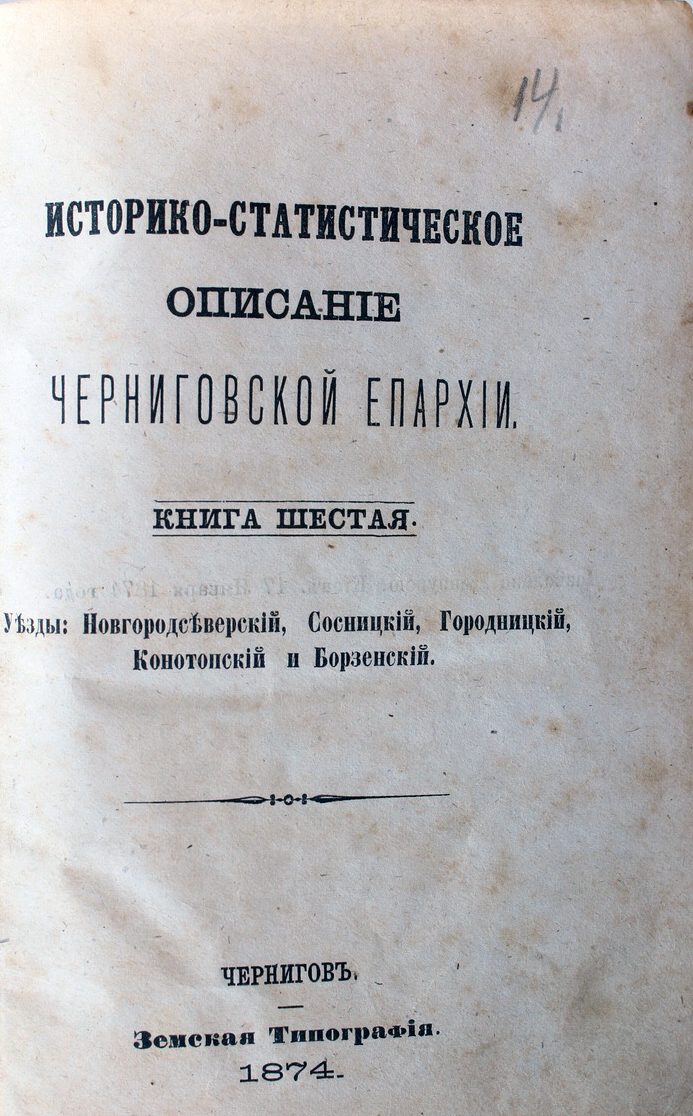 14,
ИСТОРИКО-СТАТИСТИЧЕСКОЕ
ОПИСАНІЕ
ЧЕРНИГОВСКОЙ ЕПАРХІИ.
КНИГА ШЕСТАЯ.
Уѣзды: Новгородсѣверскій, Сосницкій, Городницкій,
Конотопскій и Борзенскій.
ЧЕРНИГОВЪ.
Земская Типографія.
1874.